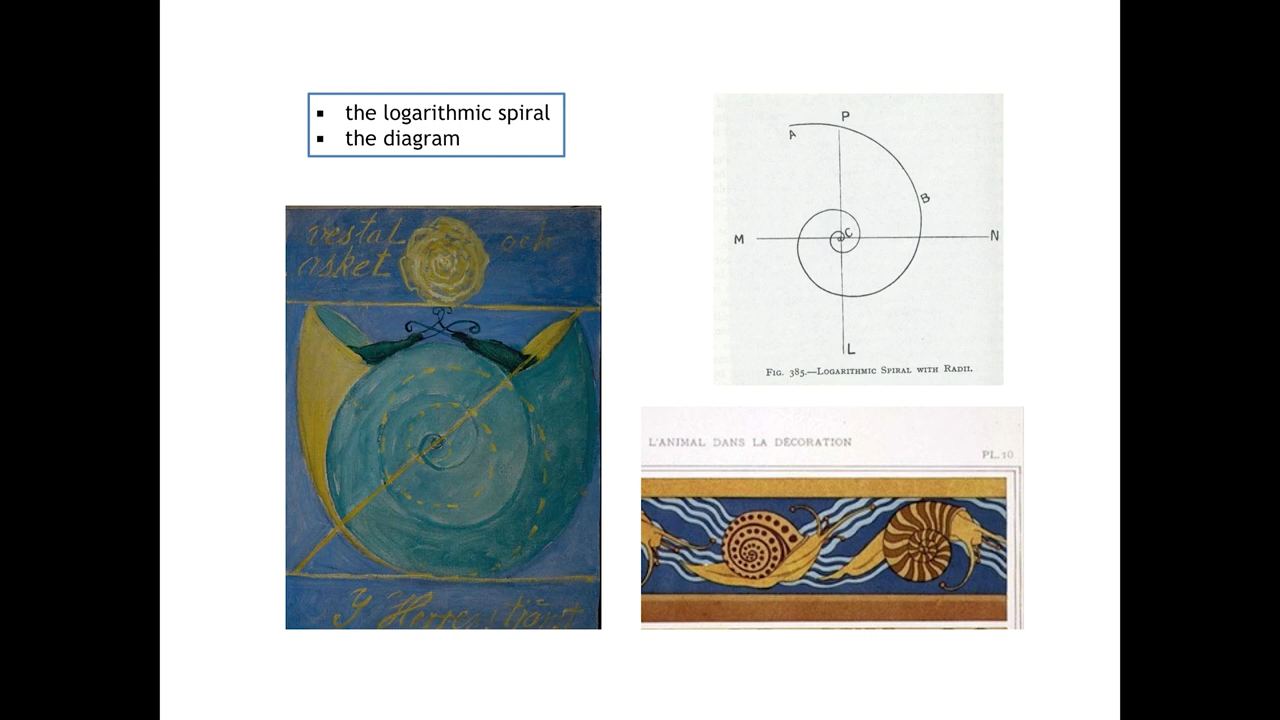 ▪ the logarithmic spiral
▪ the diagram
vestal och
asket
A
P
B
C
M
N
L
Fig. 385.—Logarithmic Spiral with Radii.
L'ANIMAL DANS LA DÉCORATION
PL. 10